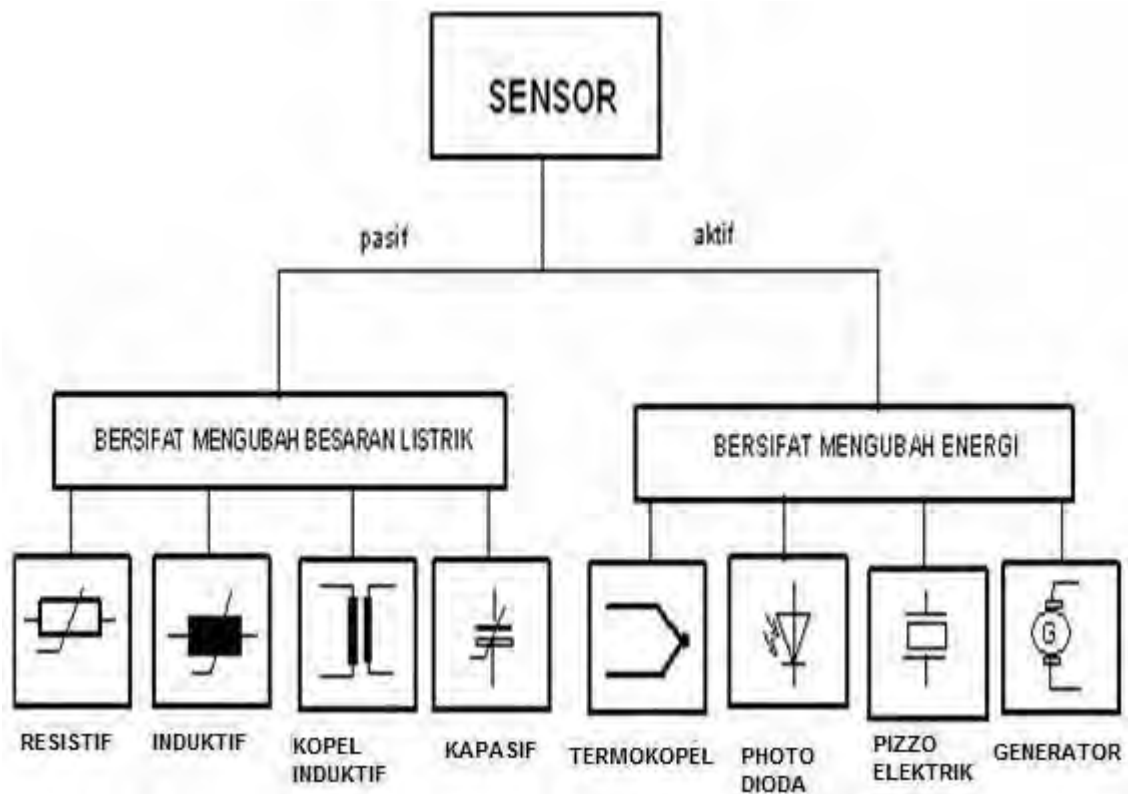 SENSOR
pasif
aktif
BERSIFAT MENGUBAH BESARAN LISTRIK
BERSIFAT MENGUBAH ENERGI
G
RESISTIF
INDUKTIF
KOPEL
INDUKTIF
KAPASIF
TERMOKOPEL
PHOTO
DIODA
PIZZO
ELEKTRIK
GENERATOR